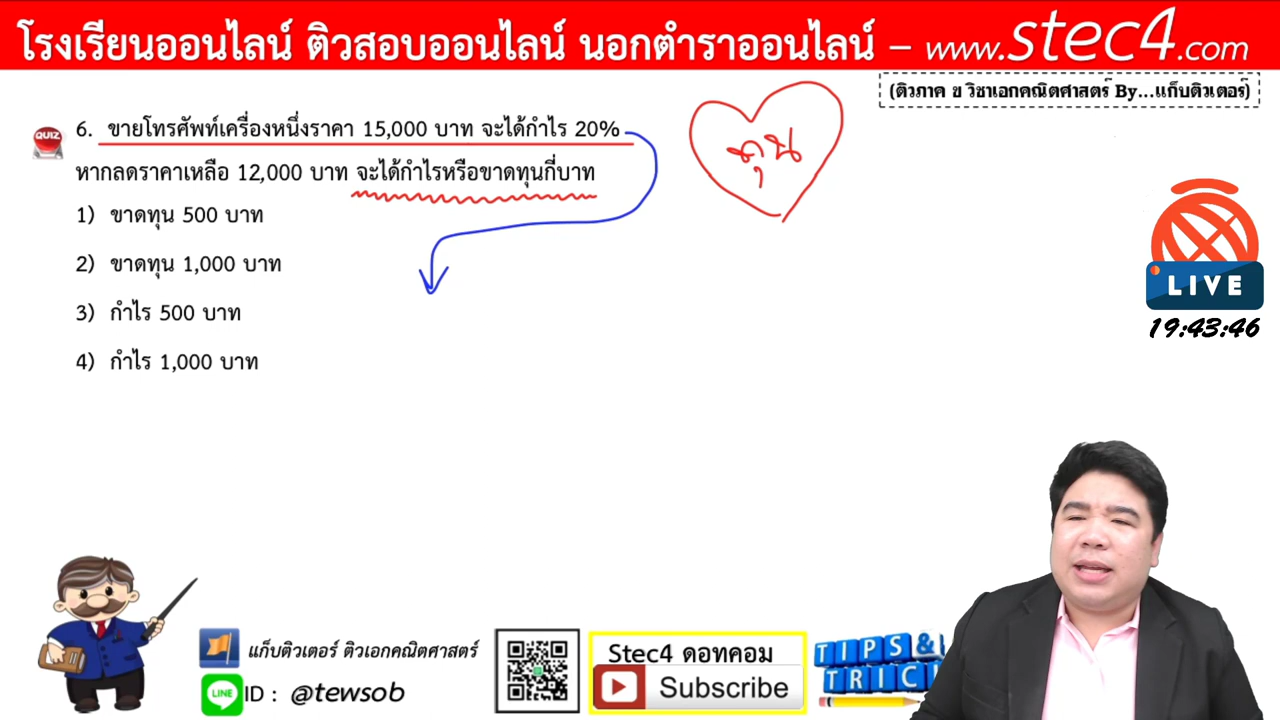 โรงเรียนออนไลน์ ติวสอบออนไลน์ นอกตำราออนไลน์ – www.stec4.com
(ติวภาค ข วิชาเอกคณิตศาสตร์ By...แก็บติวเตอร์)
QUIZ
6. ขายโทรศัพท์เครื่องหนึ่งราคา 15,000 บาท จะได้กำไร 20%
ทุน
หากลดราคาเหลือ 12,000 บาท จะได้กำไรหรือขาดทุนกี่บาท
1) ขาดทุน 500 บาท
2) ขาดทุน 1,000 บาท
3) กำไร 500 บาท
4) กำไร 1,000 บาท
LIVE
19:43:46
แก็บติวเตอร์ ติวเอกคณิตศาสตร์
LINE ID : @tewsob
Stec4 ดอทคอม
Subscribe
TIPS &
TRIC